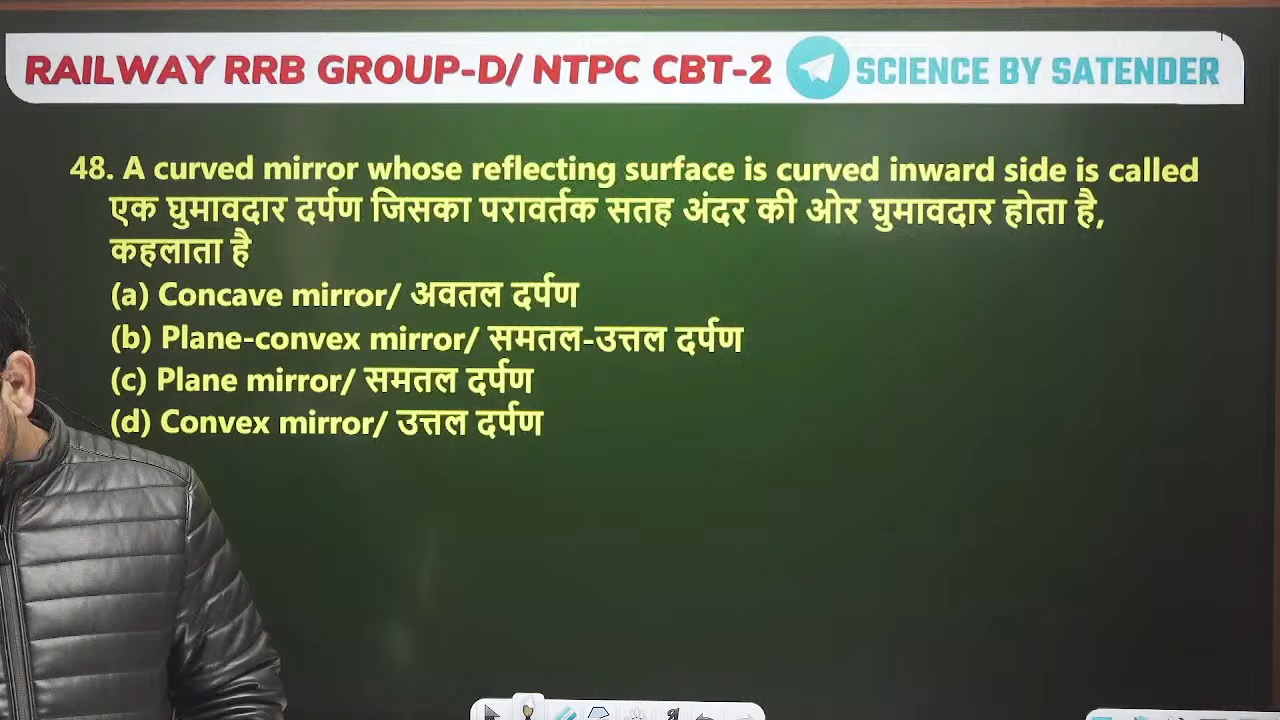 RAILWAY RRB GROUP-D/ NTPC CBT-2 SCIENCE BY SATENDER
48. A curved mirror whose reflecting surface is curved inward side is called
एक घुमावदार दर्पण जिसका परावर्तक सतह अंदर की ओर घुमावदार होता है,
कहलाता है
(a) Concave mirror/ अवतल दर्पण
(b) Plane-convex mirror/ समतल-उत्तल दर्पण
(c) Plane mirror/ समतल दर्पण
(d) Convex mirror/ उत्तल दर्पण